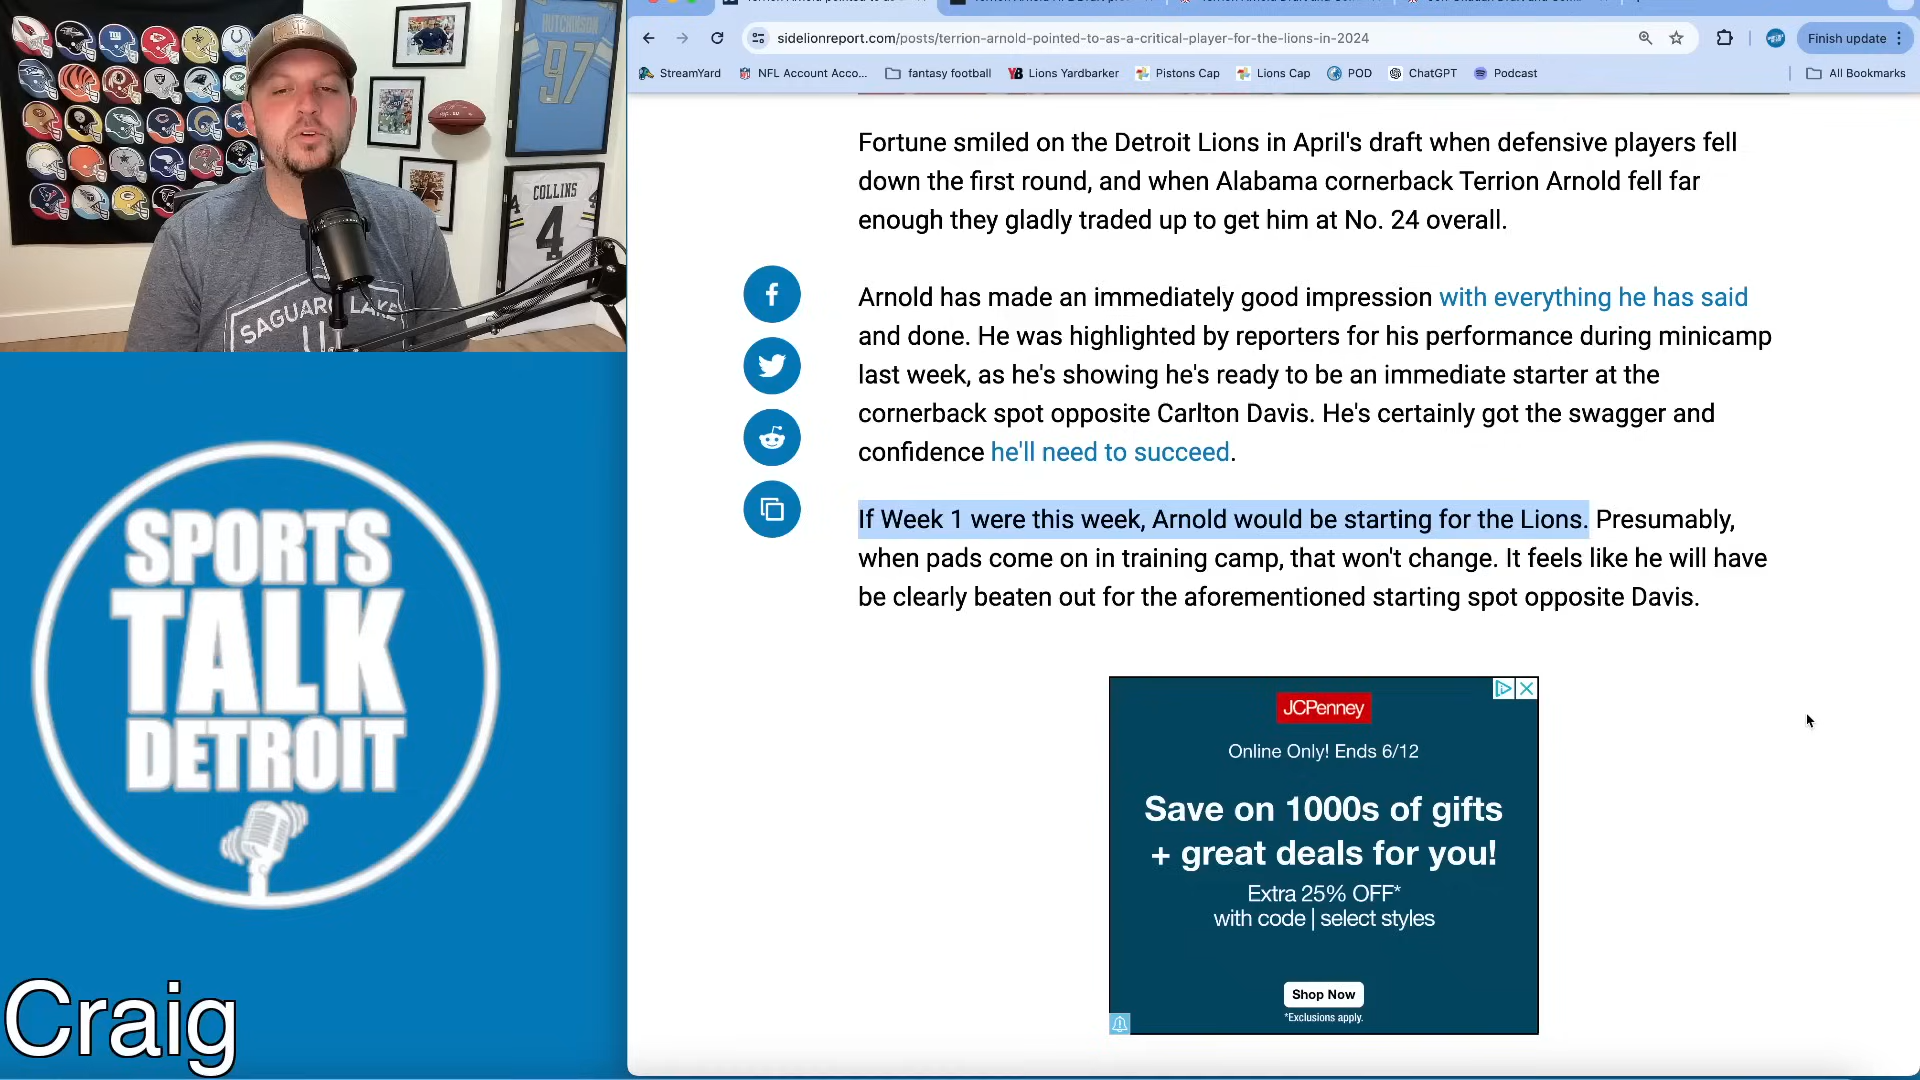 sidelionreport.com/posts/terrion-arnold-pointed-to-as-a-critical-player-for-the-lions-in-2024
Finish update
StreamYard
NFL Account Acco...
fantasy football
Lions Yardbarker
Pistons Cap
Lions Cap
POD
ChatGPT
Podcast
All Bookmarks
HUTCHINSON
97
COLLINS
4
SAGUARO LAKE
Fortune smiled on the Detroit Lions in April's draft when defensive players fell
down the first round, and when Alabama cornerback Terrion Arnold fell far
enough they gladly traded up to get him at No. 24 overall.
Arnold has made an immediately good impression with everything he has said
and done. He was highlighted by reporters for his performance during minicamp
last week, as he's showing he's ready to be an immediate starter at the
cornerback spot opposite Carlton Davis. He's certainly got the swagger and
confidence he'll need to succeed.
If Week 1 were this week, Arnold would be starting for the Lions. Presumably,
when pads come on in training camp, that won't change. It feels like he will have
be clearly beaten out for the aforementioned starting spot opposite Davis.
JCPenney
Online Only! Ends 6/12
Save on 1000s of gifts
+ great deals for you!
Extra 25% OFF*
with code | select styles
Shop Now
*Exclusions apply.
SPORTS
TALK
DETROIT
Craig